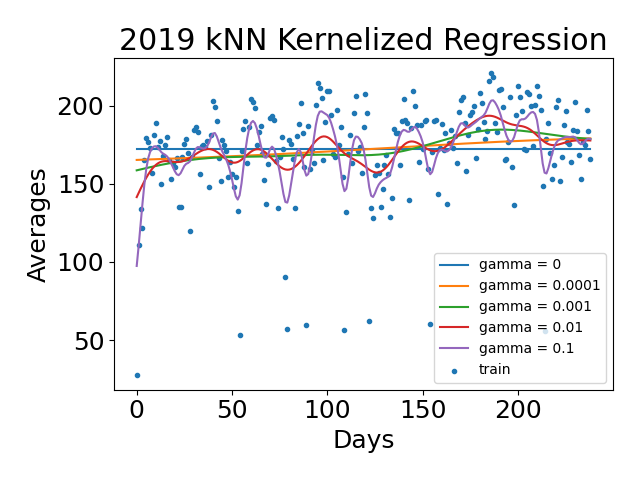 2019 kNN Kernelized Regression
Averages
200
150
100
50
0
50
100
150
200
Days
gamma = 0
gamma = 0.0001
gamma = 0.001
gamma = 0.01
gamma = 0.1
train